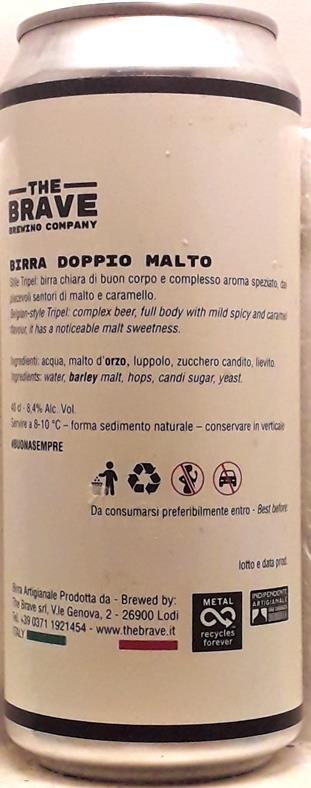 THE
BRAVE
BREWING COMPANY
BIRRA DOPPIO MALTO
Stile Tripel: birra chiara di buon corpo e complesso aroma speziato, dai
piacevoli sentori di malto e caramello.
Belgian-style Tripel: complex beer, full body with mild spicy and caramel
flavour, it has a noticeable malt sweetness.
Ingredienti: acqua, malto d'orzo, luppolo, zucchero candito, lievito.
Ingredients: water, barley malt, hops, candi sugar, yeast.
40 cl - 8,4% Alc. Vol.
Servire a 8-10 °C – forma sedimento naturale – conservare in verticale
#BUONASEMPRE
Da consumarsi preferibilmente entro - Best before:
lotto e data prod.
Birra Artigianale Prodotta da - Brewed by:
The Brave srl, V.le Genova, 2 - 26900 Lodi
Tel. +39 0371 1921454 - www.thebrave.it
ITALY
METAL
recycles
forever
INDIPENDENTE
ARTIGIANALE